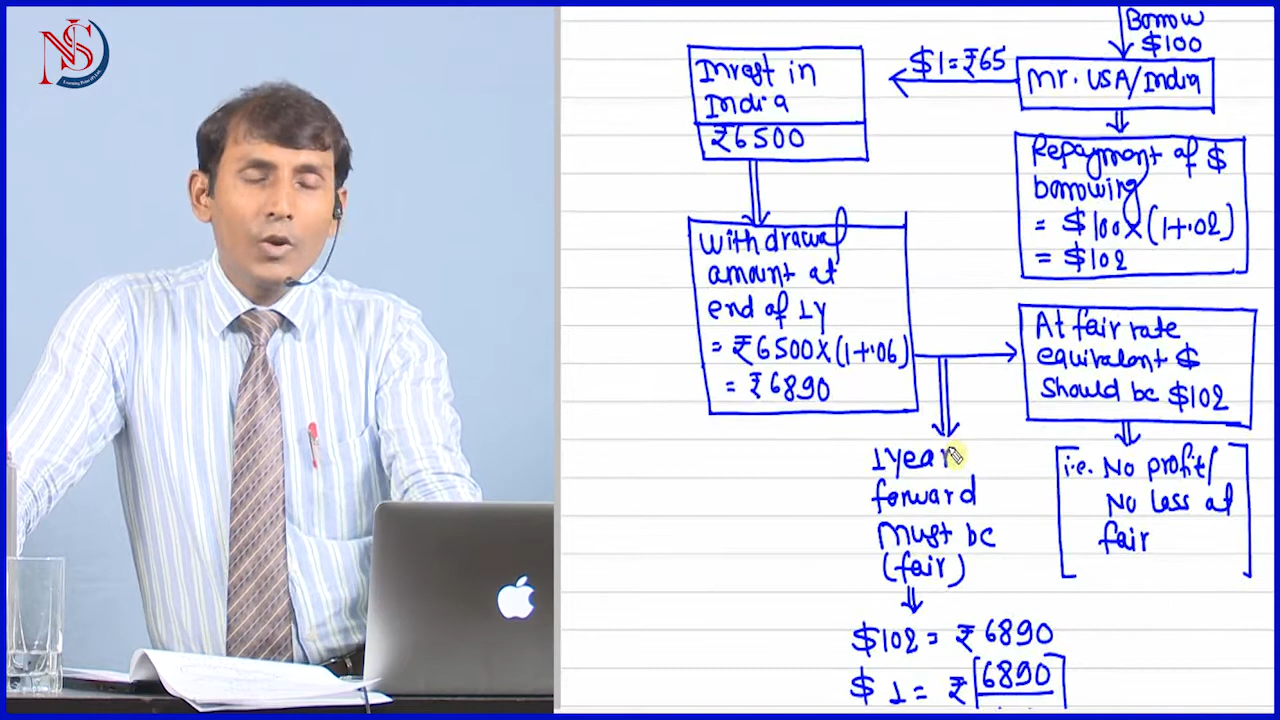 NS
Borrow
$100
Mr. USA/India
$1=₹65
Invest in
India
₹6500
Repayment of $
borrowing
= $100×(1+.02)
= $102
Withdrawal
amount at
end of 1y
= ₹6500×(1+.06)
= ₹6890
At fair rate
equivalent $
Should be $102
i.e. No profit/
No loss at
fair
1year
forward
Must be
(fair)
$102 = ₹6890
$ 1 = ₹ 6890